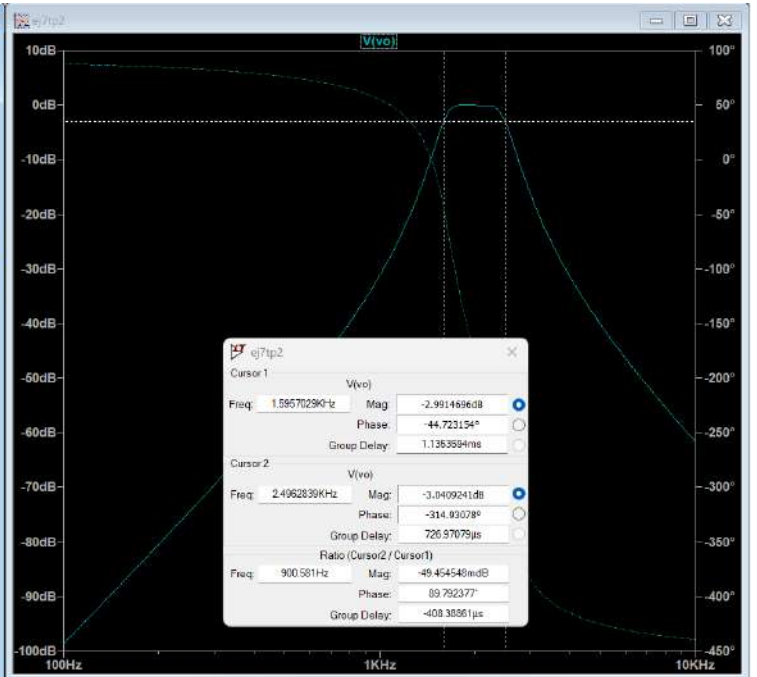 ej7tp2
V(vo)
10dB 100°
0dB 50°
-10dB 0°
-20dB -50°
-30dB -100°
-40dB -150°
-50dB -200°
-60dB -250°
-70dB -300°
-80dB -350°
-90dB -400°
-100dB -450°
100Hz 1KHz 10KHz
ej7tp2
Cursor 1
V(vo)
Freq: 1.5957029KHz Mag: -2.9914696dB
Phase: -44.723154°
Group Delay: 1.1363594ms
Cursor 2
V(vo)
Freq: 2.4962839KHz Mag: -3.0409241dB
Phase: -314.93078°
Group Delay: 726.97079µs
Ratio (Cursor2 / Cursor1)
Freq: 900.581Hz Mag: -49.454548mdB
Phase: 89.792377°
Group Delay: -408.38861µs